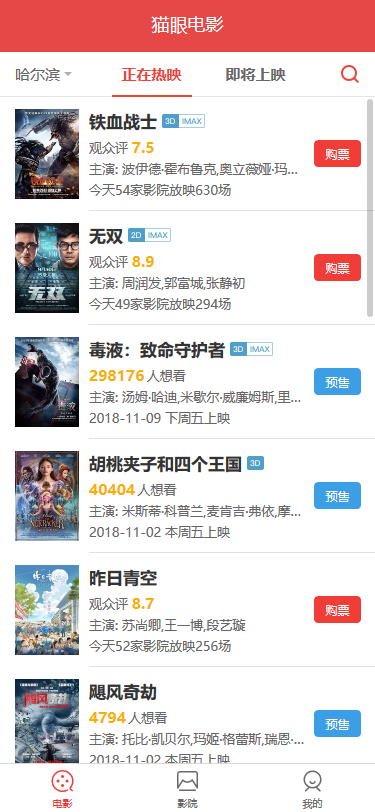 猫眼电影
哈尔滨 正在热映 即将上映
铁血战士 3D IMAX
观众评 7.5
购票
主演: 波伊德·霍布鲁克,奥立薇娅·玛...
今天54家影院放映630场
无双 2D IMAX
观众评 8.9
购票
主演: 周润发,郭富城,张静初
今天49家影院放映294场
毒液：致命守护者 3D IMAX
298176 人想看
预售
主演: 汤姆·哈迪,米歇尔·威廉姆斯,里...
2018-11-09 下周五上映
胡桃夹子和四个王国 3D
40404 人想看
预售
主演: 米斯蒂·科普兰,麦肯吉·弗依,摩...
2018-11-02 本周五上映
昨日青空
观众评 8.7
购票
主演: 苏尚卿,王一博,段艺璇
今天52家影院放映256场
飓风奇劫
4794 人想看
预售
主演: 托比·凯贝尔,玛姬·格蕾斯,瑞恩·...
2018-11-02 本周五上映
电影 影院 我的